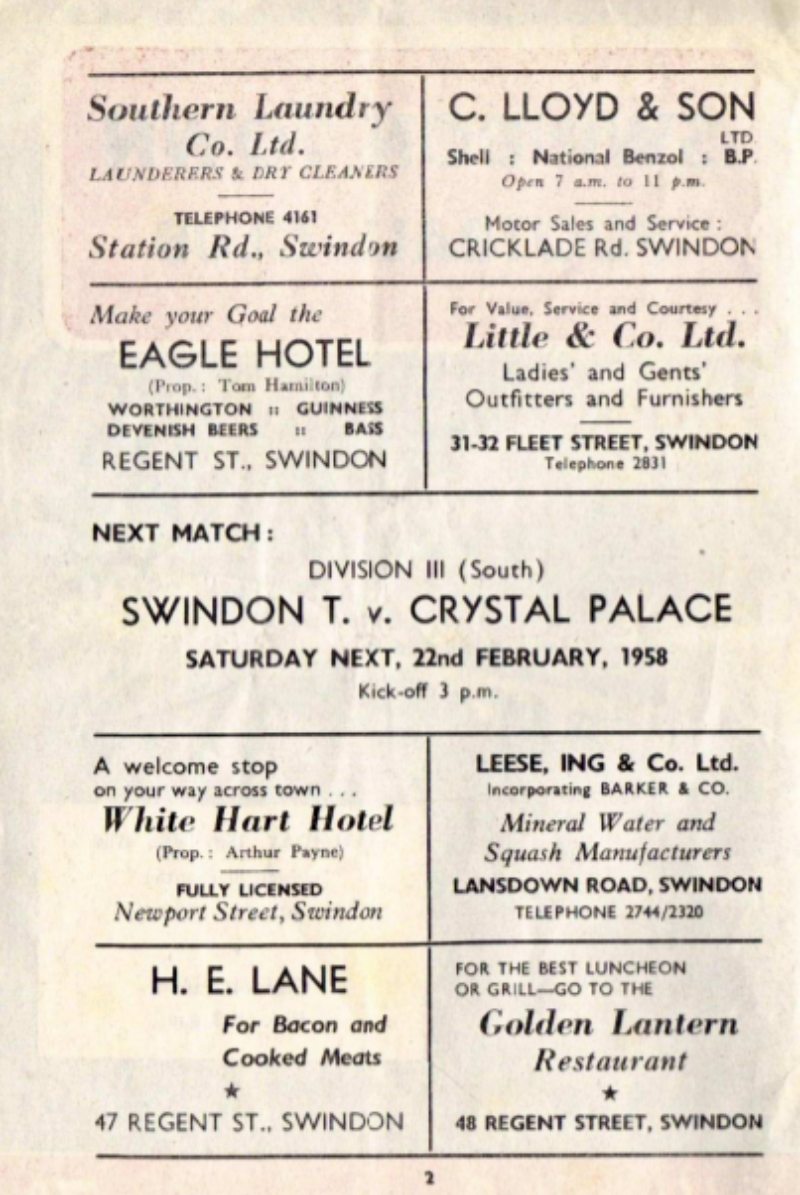 Southern Laundry
Co. Ltd.
LAUNDERERS & DRY CLEANERS
TELEPHONE 4161
Station Rd., Swindon
C. LLOYD & SON
LTD
Shell : National Benzol : B.P.
Open 7 a.m. to 11 p.m.
Motor Sales and Service :
CRICKLADE Rd. SWINDON
Make your Goal the
EAGLE HOTEL
(Prop. : Tom Hamilton)
WORTHINGTON :: GUINNESS
DEVENISH BEERS :: BASS
REGENT ST., SWINDON
For Value, Service and Courtesy . . .
Little & Co. Ltd.
Ladies' and Gents'
Outfitters and Furnishers
31-32 FLEET STREET, SWINDON
Telephone 2831
NEXT MATCH :
DIVISION III (South)
SWINDON T. v. CRYSTAL PALACE
SATURDAY NEXT, 22nd FEBRUARY, 1958
Kick-off 3 p.m.
A welcome stop
on your way across town . . .
White Hart Hotel
(Prop. : Arthur Payne)
FULLY LICENSED
Newport Street, Swindon
LEESE, ING & Co. Ltd.
Incorporating BARKER & CO.
Mineral Water and
Squash Manufacturers
LANSDOWN ROAD, SWINDON
TELEPHONE 2744/2320
H. E. LANE
For Bacon and
Cooked Meats
★
47 REGENT ST., SWINDON
FOR THE BEST LUNCHEON
OR GRILL—GO TO THE
Golden Lantern
Restaurant
★
48 REGENT STREET, SWINDON
2